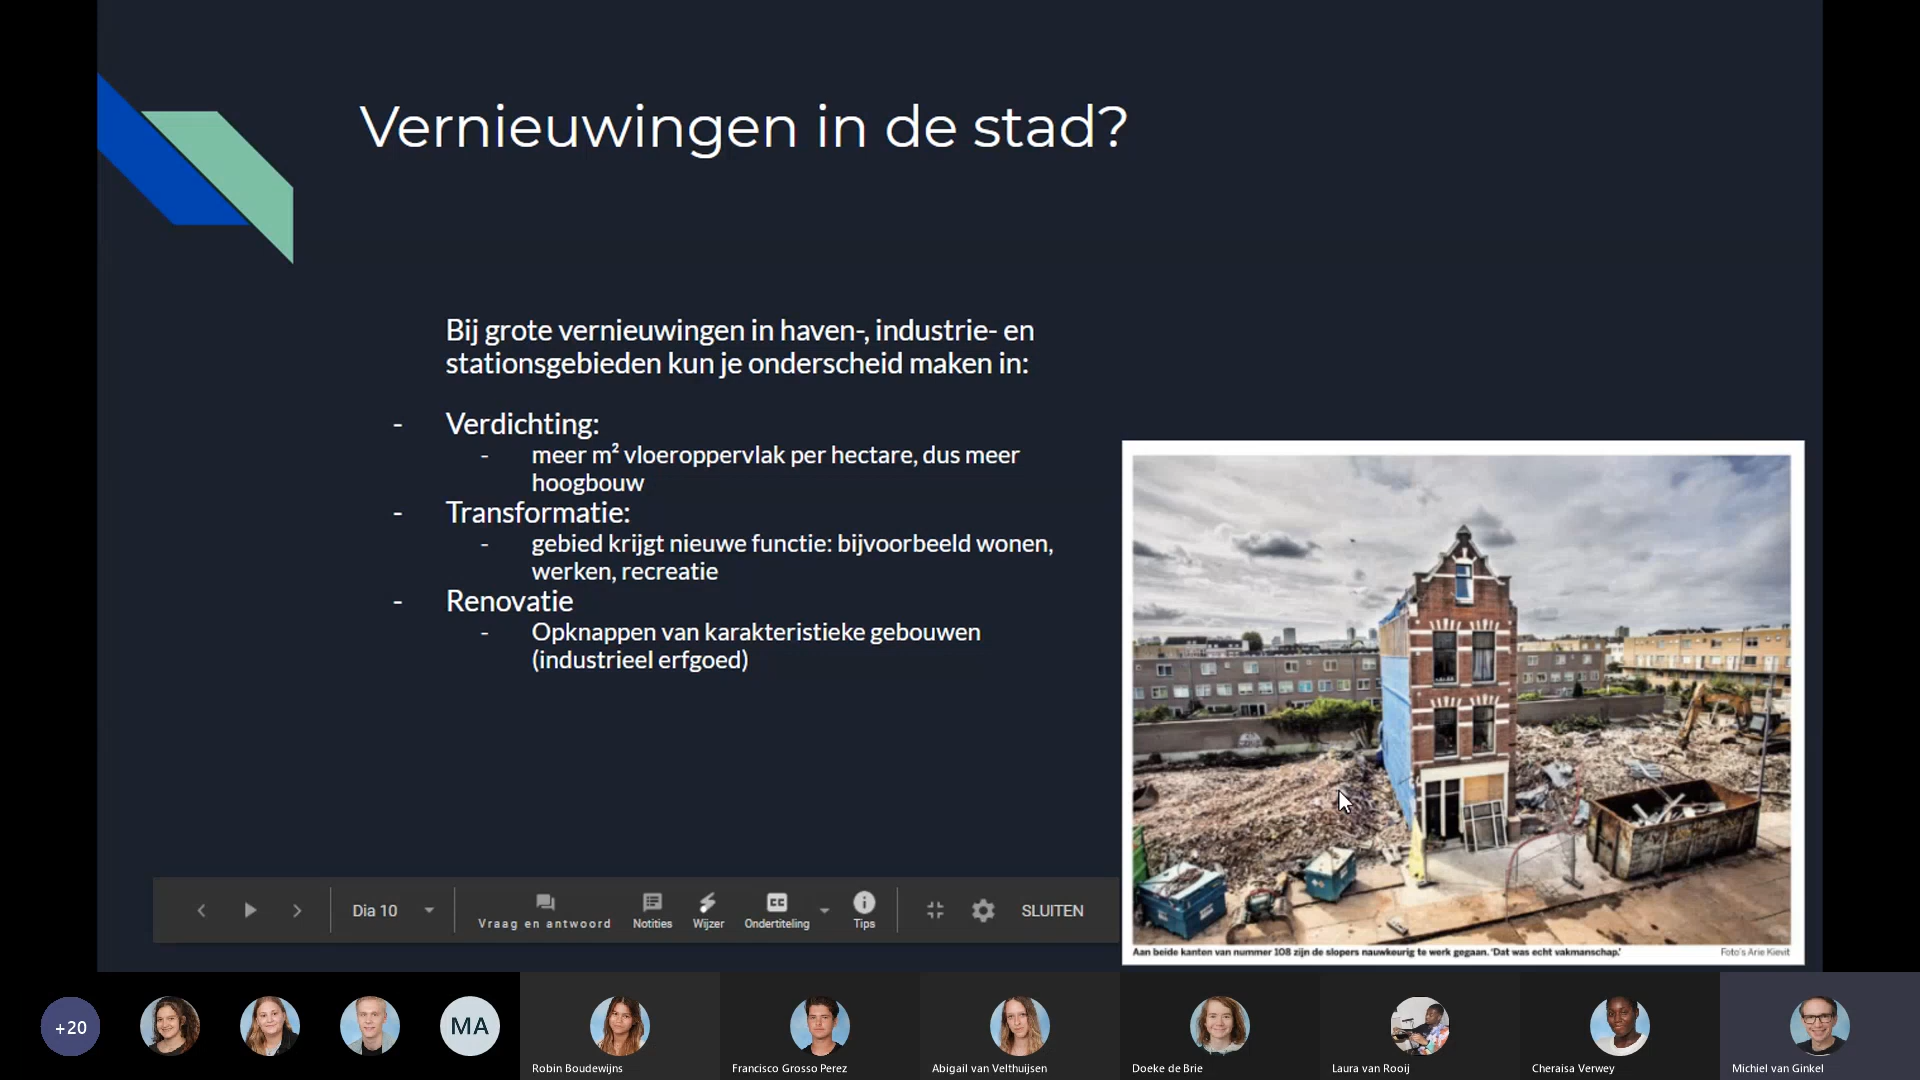 Vernieuwingen in de stad?
Bij grote vernieuwingen in haven-, industrie- en
stationsgebieden kun je onderscheid maken in:
- Verdichting:
- meer m² vloeroppervlak per hectare, dus meer
hoogbouw
- Transformatie:
- gebied krijgt nieuwe functie: bijvoorbeeld wonen,
werken, recreatie
- Renovatie
- Opknappen van karakteristieke gebouwen
(industrieel erfgoed)
Aan beide kanten van nummer 108 zijn de slopers nauwkeurig te werk gegaan. 'Dat was echt vakmanschap.'
Foto's Arie Kievit
Dia 10
Vraag en antwoord
Notities
Wijzer
CC
Ondertiteling
Tips
SLUITEN
+20
MA
Robin Boudewijns
Francisco Grosso Perez
Abigail van Velthuijsen
Doeke de Brie
Laura van Rooij
Cheraisa Verwey
Michiel van Ginkel